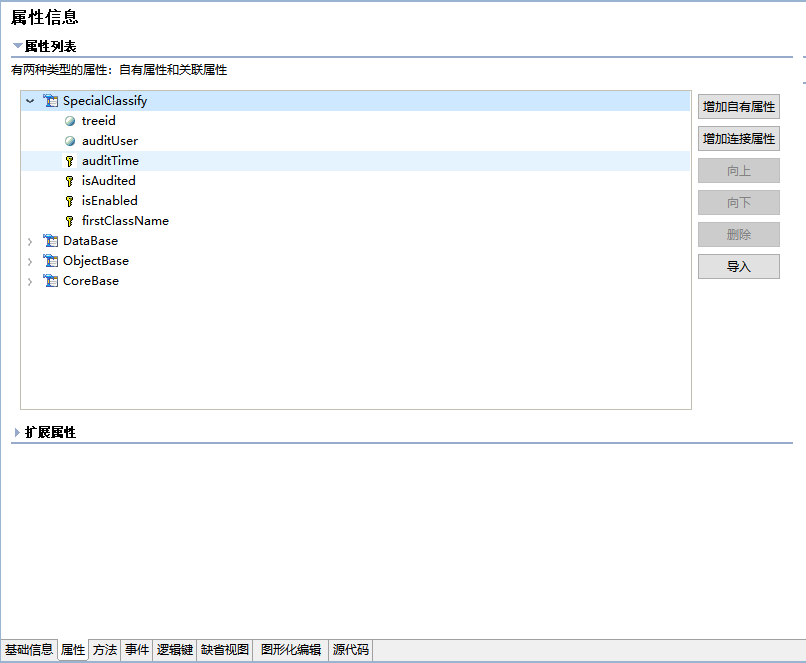 属性信息
属性列表
有两种类型的属性：自有属性和关联属性
SpecialClassify
treeid
auditUser
auditTime
isAudited
isEnabled
firstClassName
DataBase
ObjectBase
CoreBase
增加自有属性
增加连接属性
向上
向下
删除
导入
扩展属性
基础信息 属性 方法 事件 逻辑键 缺省视图 图形化编辑 源代码